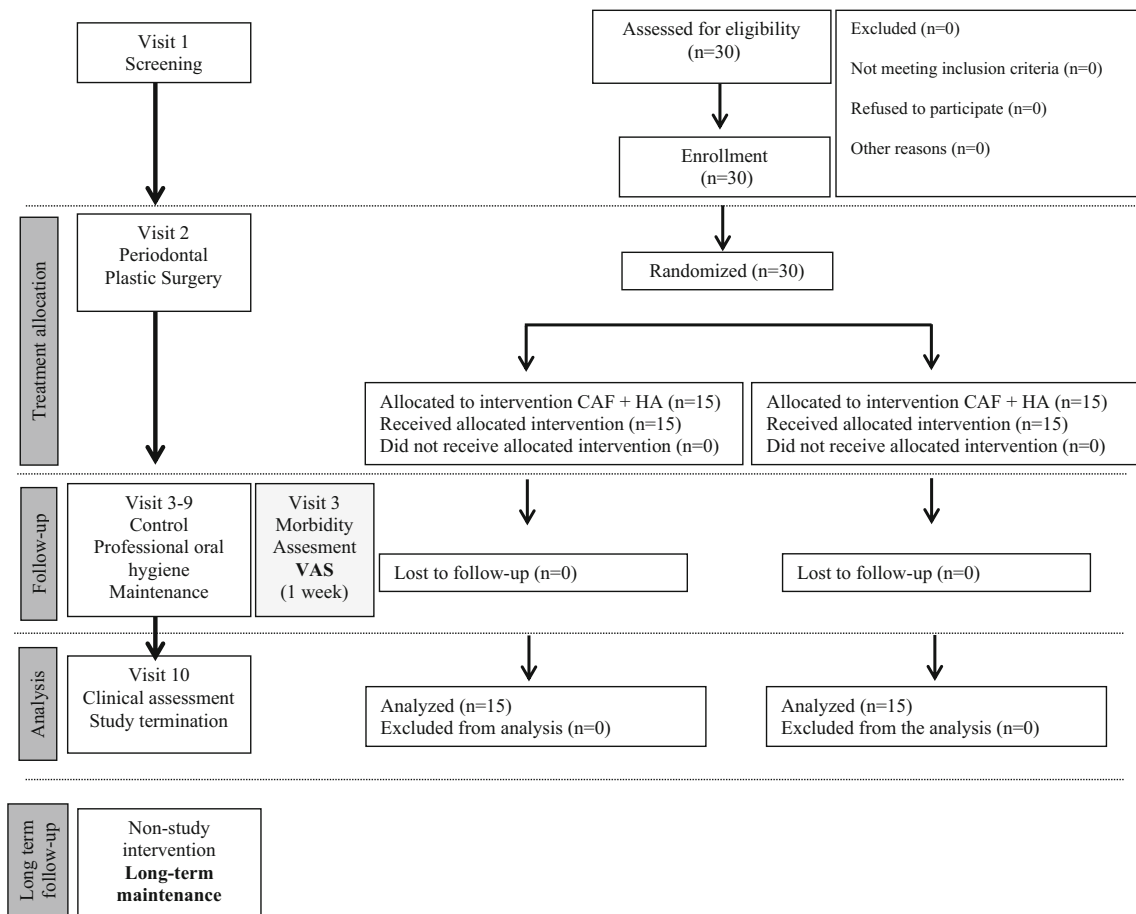 Visit 1
Screening
Assessed for eligibility
(n=30)
Excluded (n=0)
Not meeting inclusion criteria (n=0)
Refused to participate (n=0)
Other reasons (n=0)
Enrollment
(n=30)
Treatment allocation
Visit 2
Periodontal
Plastic Surgery
Randomized (n=30)
Allocated to intervention CAF + HA (n=15)
Received allocated intervention (n=15)
Did not receive allocated intervention (n=0)
Allocated to intervention CAF + HA (n=15)
Received allocated intervention (n=15)
Did not receive allocated intervention (n=0)
Follow-up
Visit 3-9
Control
Professional oral
hygiene
Maintenance
Visit 3
Morbidity
Assesment
VAS
(1 week)
Lost to follow-up (n=0)
Lost to follow-up (n=0)
Analysis
Visit 10
Clinical assessment
Study termination
Analyzed (n=15)
Excluded from analysis (n=0)
Analyzed (n=15)
Excluded from the analysis (n=0)
Long term
follow-up
Non-study
intervention
Long-term
maintenance